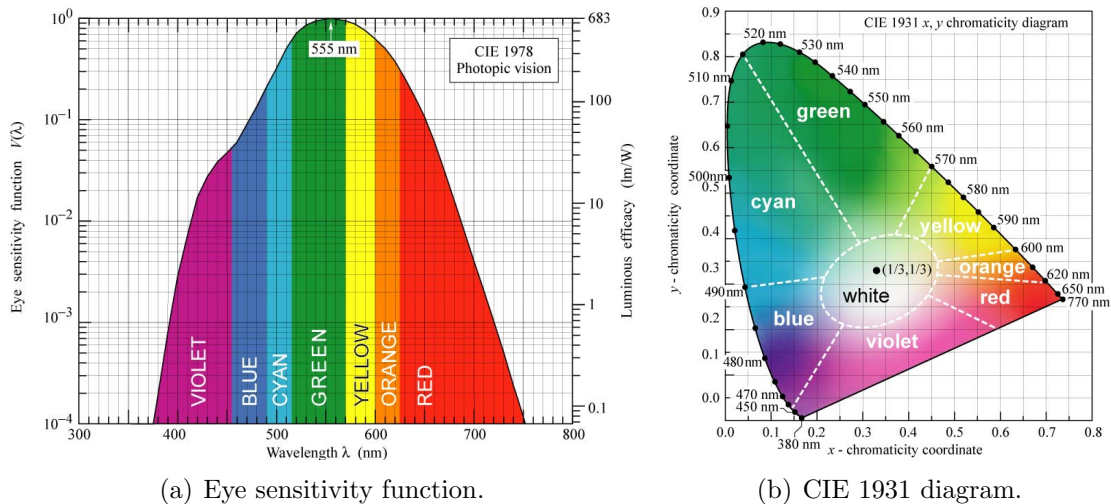 10⁰
10⁻¹
10⁻²
10⁻³
10⁻⁴
Eye sensitivity function V(λ)
555 nm
CIE 1978
Photopic vision
VIOLET
BLUE
CYAN
GREEN
YELLOW
ORANGE
RED
300 400 500 600 700 800
Wavelength λ (nm)
683
100
10
1
0.1
Luminous efficacy (lm/W)
(a) Eye sensitivity function.
0.9
0.8
0.7
0.6
0.5
0.4
0.3
0.2
0.1
0.0
y - chromaticity coordinate
CIE 1931 x, y chromaticity diagram
520 nm
530 nm
510 nm
540 nm
550 nm
green
560 nm
570 nm
500nm
580 nm
cyan
yellow
590 nm
600 nm
(1/3,1/3)
orange
620 nm
490nm
white
red
650 nm
770 nm
blue
violet
480nm
470 nm
450nm
380 nm
0.0 0.1 0.2 0.3 0.4 0.5 0.6 0.7 0.8
x - chromaticity coordinate
(b) CIE 1931 diagram.